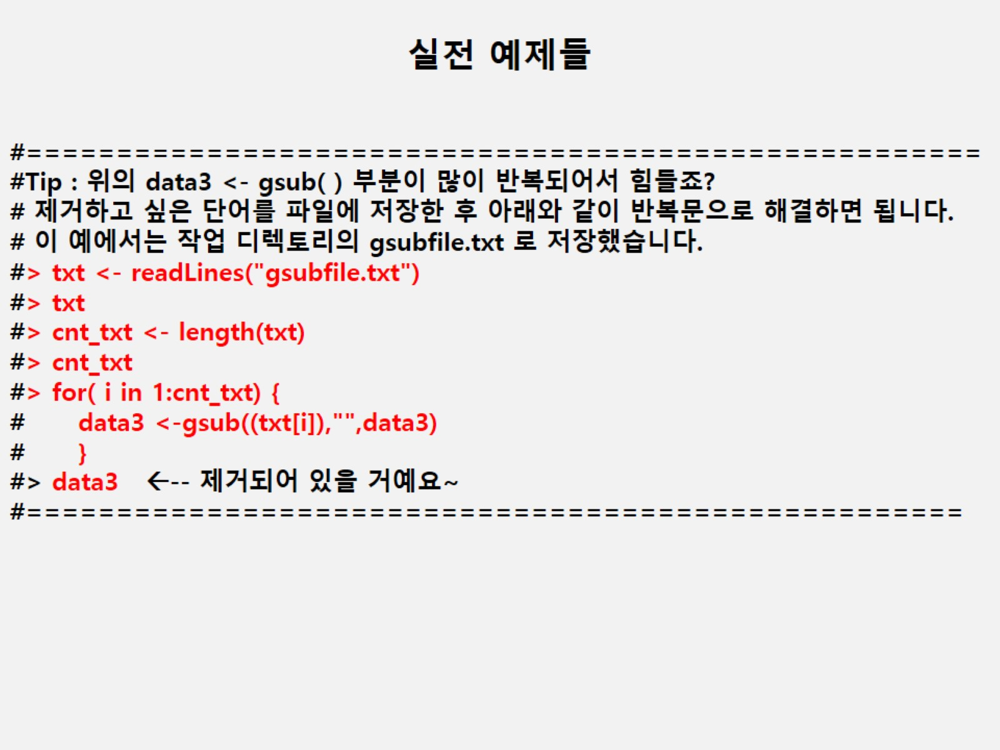 실전 예제들
#=====================================================
#Tip : 위의 data3 <- gsub( ) 부분이 많이 반복되어서 힘들죠?
# 제거하고 싶은 단어를 파일에 저장한 후 아래와 같이 반복문으로 해결하면 됩니다.
# 이 예에서는 작업 디렉토리의 gsubfile.txt 로 저장했습니다.
#> txt <- readLines("gsubfile.txt")
#> txt
#> cnt_txt <- length(txt)
#> cnt_txt
#> for( i in 1:cnt_txt) {
#      data3 <-gsub((txt[i]),"",data3)
#      }
#> data3   ←-- 제거되어 있을 거예요~
#====================================================